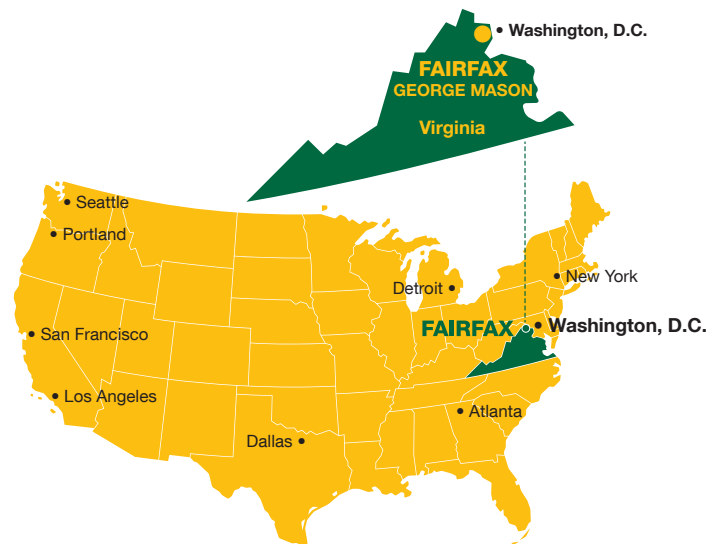 Washington, D.C.
FAIRFAX
GEORGE MASON
Virginia
Seattle
Portland
Detroit
New York
FAIRFAX
Washington, D.C.
San Francisco
Los Angeles
Atlanta
Dallas